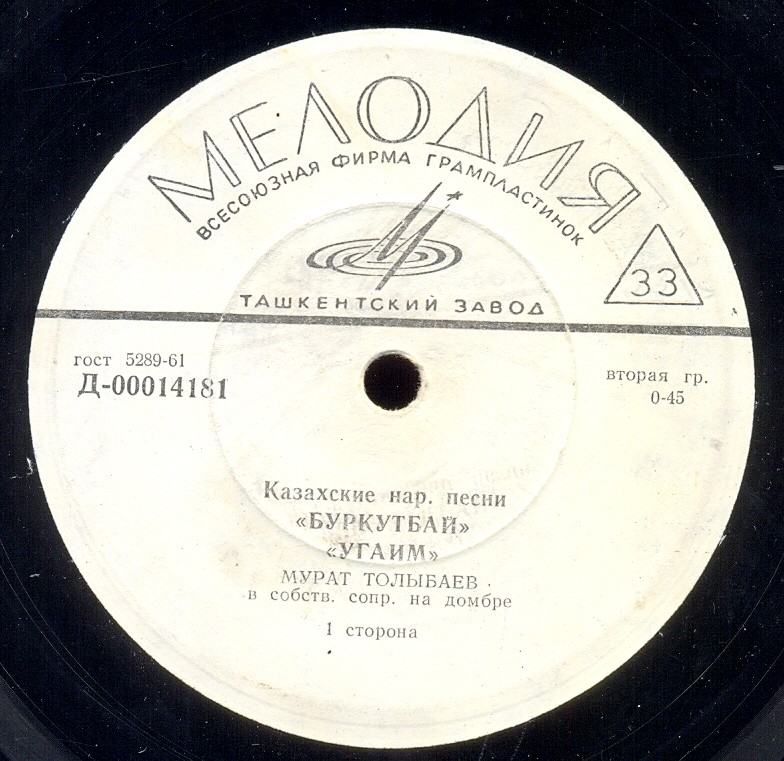 МЕЛОДИЯ
ВСЕСОЮЗНАЯ ФИРМА ГРАМПЛАСТИНОК
33
ТАШКЕНТСКИЙ ЗАВОД
гост 5289-61
Д-00014181
вторая гр.
0-45
Казахские нар. песни
«БУРКУТБАЙ»
«УГАИМ»
МУРАТ ТОЛЫБАЕВ
в собств. сопр. на домбре
1 сторона